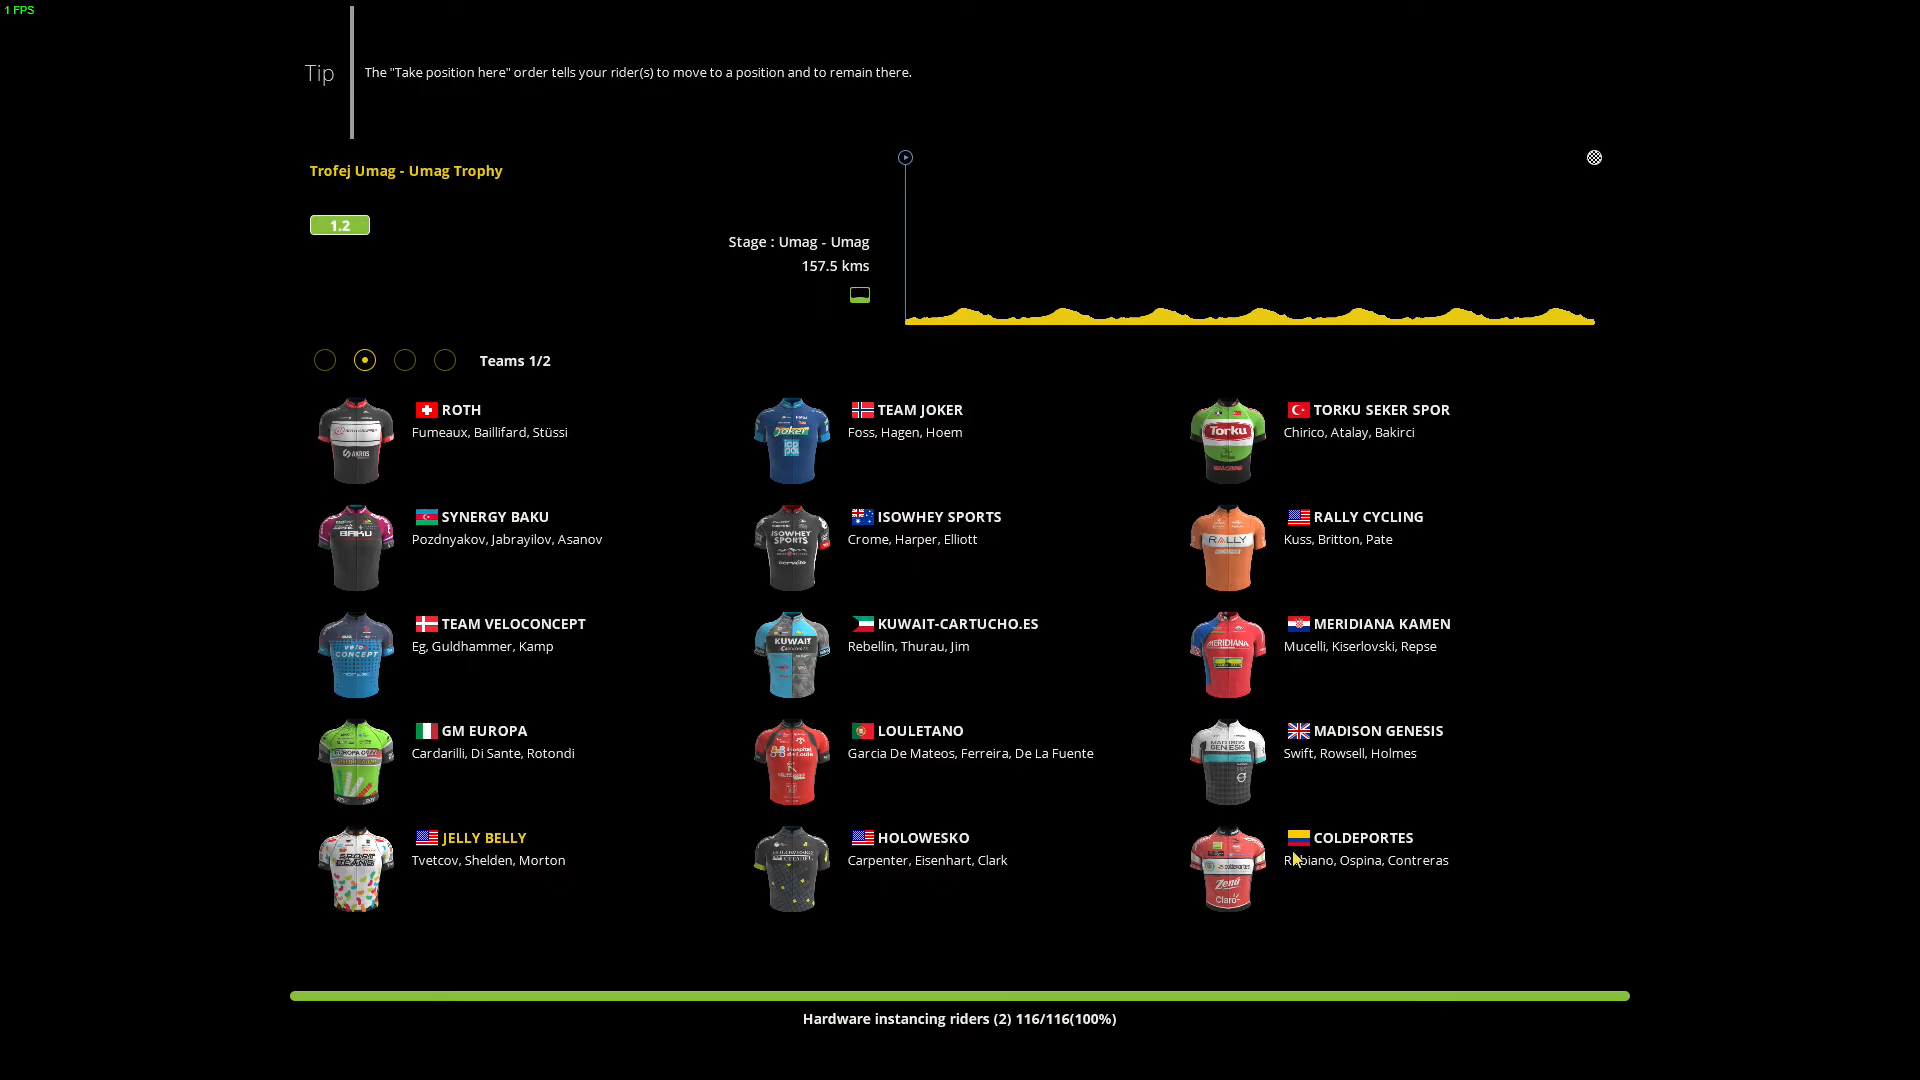 1 FPS
Tip
The "Take position here" order tells your rider(s) to move to a position and to remain there.
Trofej Umag - Umag Trophy
1.2
Stage : Umag - Umag
157.5 kms
Teams 1/2
ROTH
Fumeaux, Baillifard, Stüssi
TEAM JOKER
Foss, Hagen, Hoem
TORKU SEKER SPOR
Chirico, Atalay, Bakirci
SYNERGY BAKU
Pozdnyakov, Jabrayilov, Asanov
ISOWHEY SPORTS
Crome, Harper, Elliott
RALLY CYCLING
Kuss, Britton, Pate
TEAM VELOCONCEPT
Eg, Guldhammer, Kamp
KUWAIT-CARTUCHO.ES
Rebellin, Thurau, Jim
MERIDIANA KAMEN
Mucelli, Kiserlovski, Repse
GM EUROPA
Cardarilli, Di Sante, Rotondi
LOULETANO
Garcia De Mateos, Ferreira, De La Fuente
MADISON GENESIS
Swift, Rowsell, Holmes
JELLY BELLY
Tvetcov, Shelden, Morton
HOLOWESKO
Carpenter, Eisenhart, Clark
COLDEPORTES
Rubiano, Ospina, Contreras
Hardware instancing riders (2) 116/116(100%)